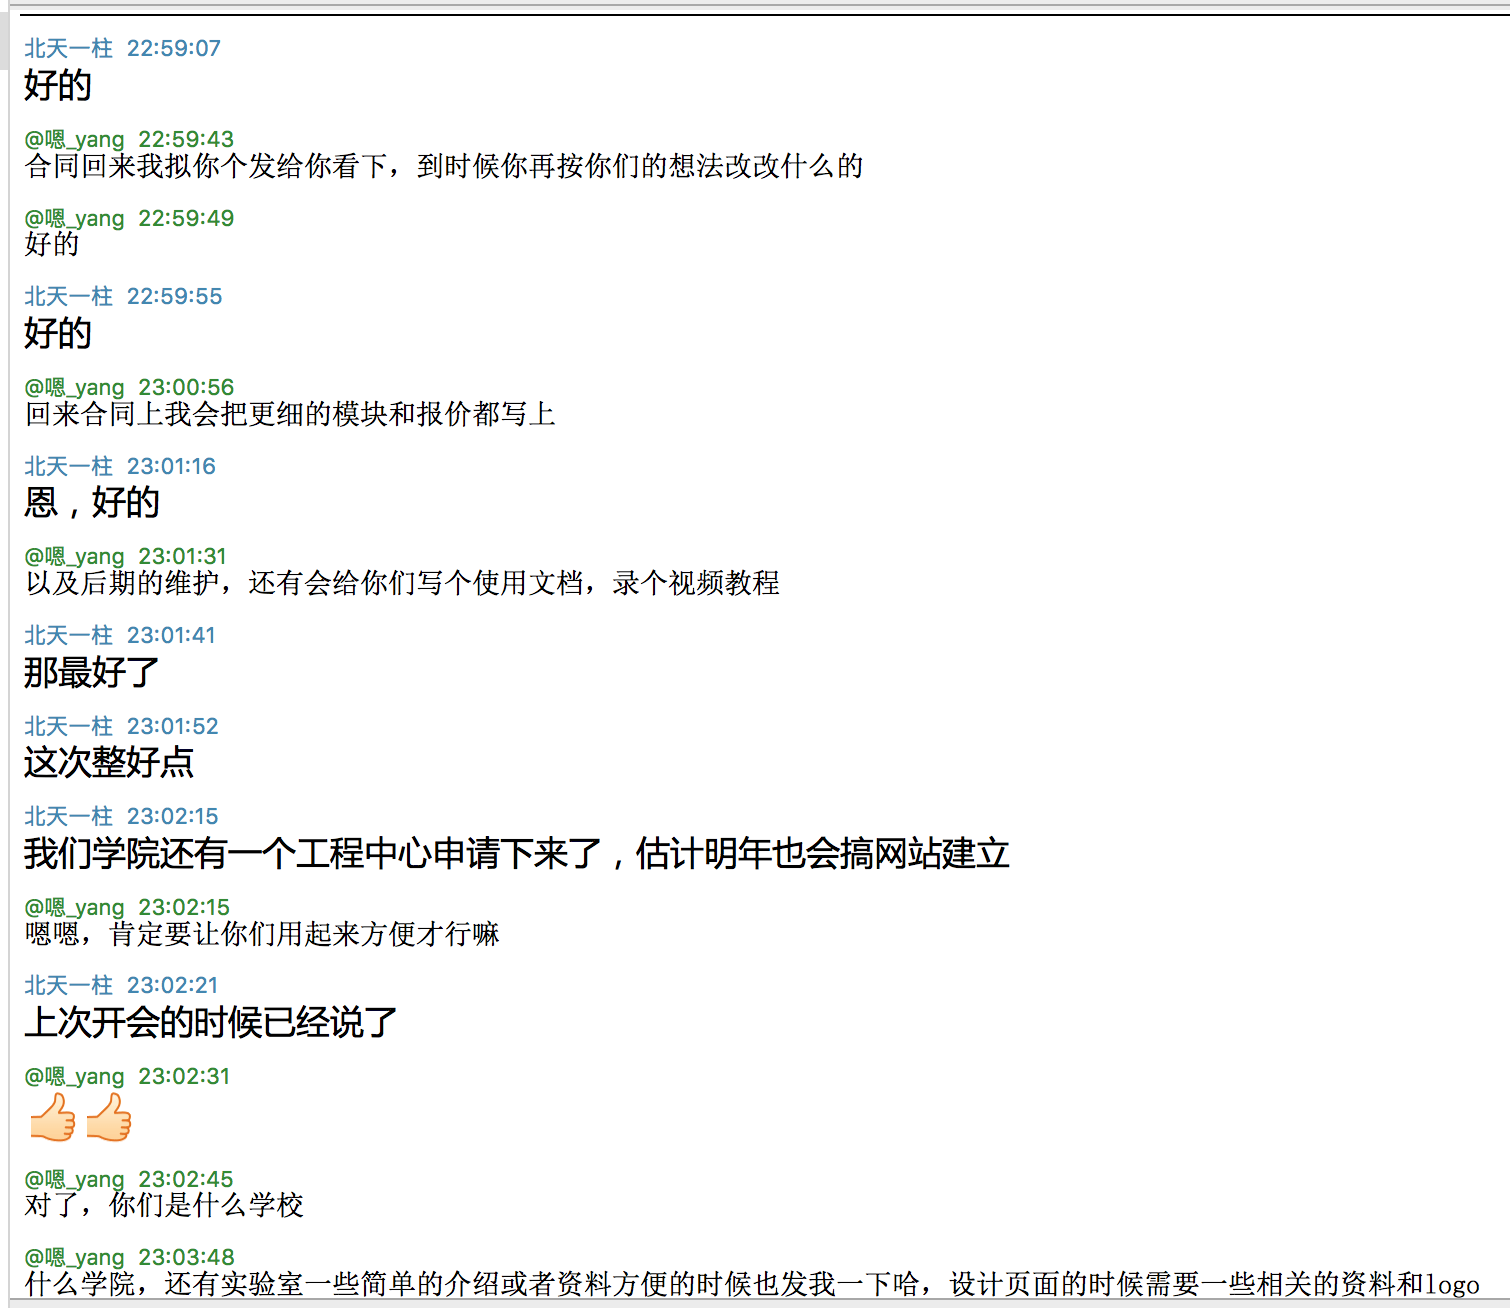 北天一柱 22:59:07
好的
@嗯_yang 22:59:43
合同回来我拟你个发给你看下，到时候你再按你们的想法改改什么的
@嗯_yang 22:59:49
好的
北天一柱 22:59:55
好的
@嗯_yang 23:00:56
回来合同上我会把更细的模块和报价都写上
北天一柱 23:01:16
恩，好的
@嗯_yang 23:01:31
以及后期的维护，还有会给你们写个使用文档，录个视频教程
北天一柱 23:01:41
那最好了
北天一柱 23:01:52
这次整好点
北天一柱 23:02:15
我们学院还有一个工程中心申请下来了，估计明年也会搞网站建立
@嗯_yang 23:02:15
嗯嗯，肯定要让你们用起来方便才行嘛
北天一柱 23:02:21
上次开会的时候已经说了
@嗯_yang 23:02:31
@嗯_yang 23:02:45
对了，你们是什么学校
@嗯_yang 23:03:48
什么学院，还有实验室一些简单的介绍或者资料方便的时候也发我一下哈，设计页面的时候需要一些相关的资料和logo